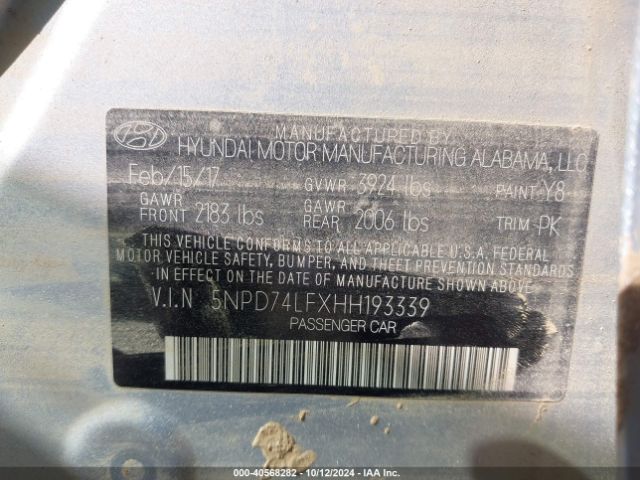 MANUFACTURED BY
HYUNDAI MOTOR MANUFACTURING ALABAMA, LLC
Feb/15/17 GVWR 3924 lbs PAINT Y8
GAWR FRONT 2183 lbs GAWR REAR 2006 lbs TRIM PK
THIS VEHICLE CONFORMS TO ALL APPLICABLE U.S.A. FEDERAL
MOTOR VEHICLE SAFETY, BUMPER, AND THEFT PREVENTION STANDARDS
IN EFFECT ON THE DATE OF MANUFACTURE SHOWN ABOVE
V.I.N 5NPD74LFXHH193339
PASSENGER CAR
000-40568282 - 10/12/2024 - IAA Inc.